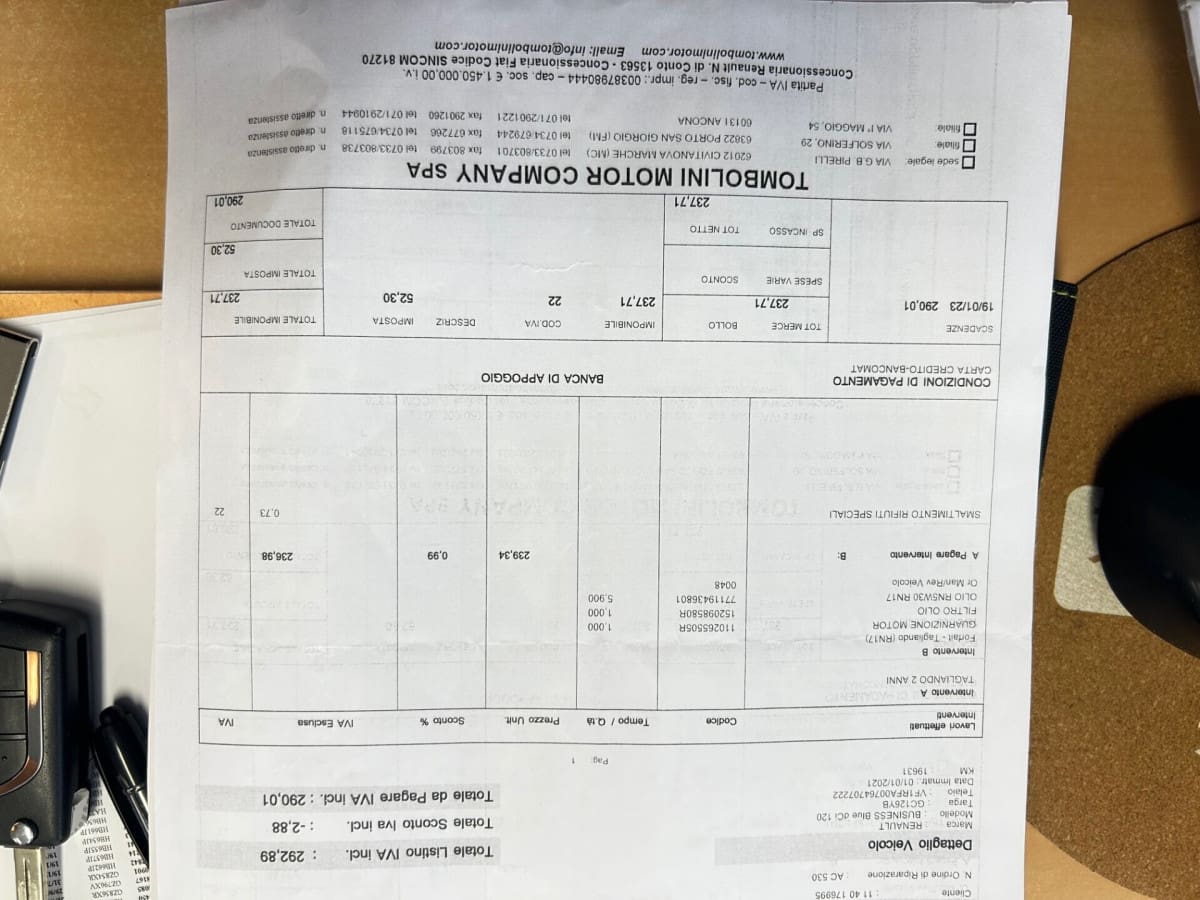 Cliente : 11 40 176995
N. Ordine di Riparazione : AC 530
Dettaglio Veicolo
Marca : RENAULT
Modello : BUSINESS Blue dCi 120
Targa : GC126YB
Telaio : VF1RFA00764707222
Data Immatr.: 01/01/2021
KM : 19631
Totale Listino IVA incl. : 292,89
Totale Sconto Iva incl. : -2,88
Totale da Pagare IVA incl. : 290,01
Pag: 1
Lavori effettuati
Interventi Codice Tempo / Q.tà Prezzo Unit. Sconto % IVA Esclusa IVA
Intervento A
TAGLIANDO 2 ANNI
Intervento B
Forfait - Tagliando (RN17)
GUARNIZIONE MOTOR 110265505R 1,000
FILTRO OLIO 152098580R 1,000
OLIO RN5W30 RN17 7711943680I 5,900
Or Man/Rev Veicolo 0048
A Pagare Intervento B: 239,34 0,99 236,98
SMALTIMENTO RIFIUTI SPECIALI 0,73 22
CONDIZIONI DI PAGAMENTO BANCA DI APPOGGIO
CARTA CREDITO-BANCOMAT
SCADENZE TOT MERCE BOLLO IMPONIBILE COD.IVA DESCRIZ IMPOSTA TOTALE IMPONIBILE
19/01/23 290,01 237,71 237,71 22 52,30 237,71
SPESE VARIE SCONTO TOTALE IMPOSTA
52,30
SP INCASSO TOT NETTO TOTALE DOCUMENTO
237,71 290,01
TOMBOLINI MOTOR COMPANY SPA
sede legale: VIA G.B. PIRELLI 62012 CIVITANOVA MARCHE (MC) tel 0733/803701 fax 803799 tel 0733/803738 n. diretto assistenza
filiale: VIA SOLFERINO, 29 63822 PORTO SAN GIORGIO (FM) tel 0734/679244 fax 677266 tel 0734/675118 n. diretto assistenza
filiale: VIA 1° MAGGIO, 54 60131 ANCONA tel 071/2901221 fax 2901260 tel 071/2910944 n. diretto assistenza
Partita IVA – cod. fisc. – reg. impr.: 00387980444 – cap. soc. € 1.450.000,00 i.v.
Concessionaria Renault N. di Conto 13563 - Concessionaria Fiat Codice SINCOM 81270
www.tombolinimotor.com Email: info@tombolinimotor.com